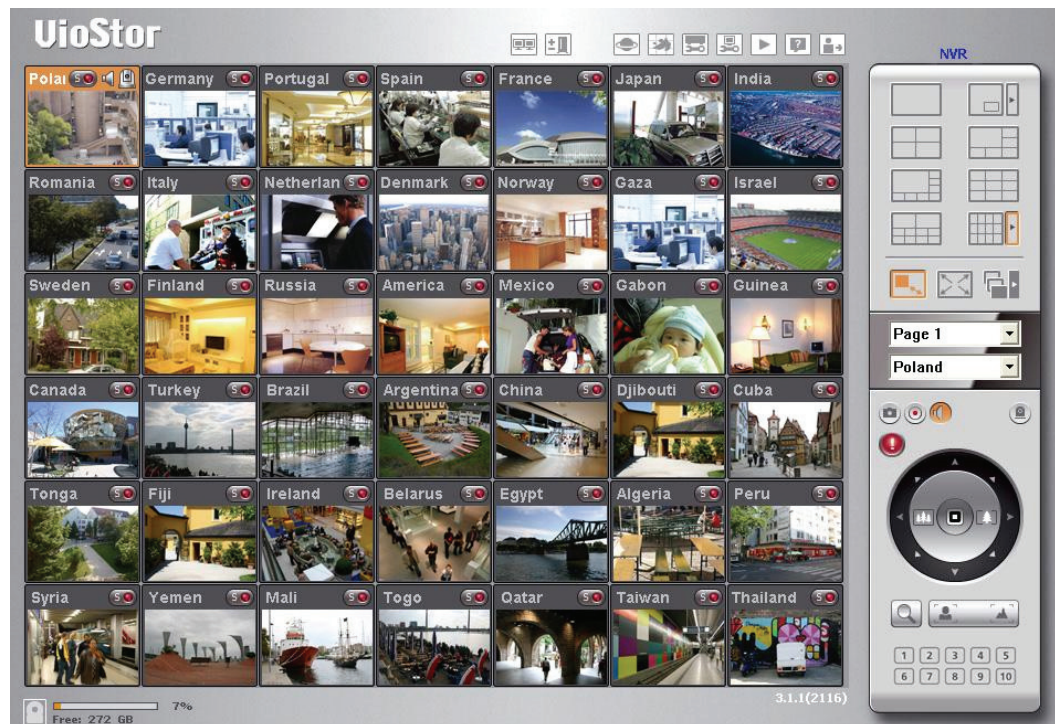 VioStor
NVR
Polar
Germany
Portugal
Spain
France
Japan
India
Romania
Italy
Netherlan
Denmark
Norway
Gaza
Israel
Sweden
Finland
Russia
America
Mexico
Gabon
Guinea
Canada
Turkey
Brazil
Argentina
China
Djibouti
Cuba
Tonga
Fiji
Ireland
Belarus
Egypt
Algeria
Peru
Syria
Yemen
Mali
Togo
Qatar
Taiwan
Thailand
Page 1
Poland
1 2 3 4 5
6 7 8 9 10
3.1.1(2116)
7%
Free: 272 GB